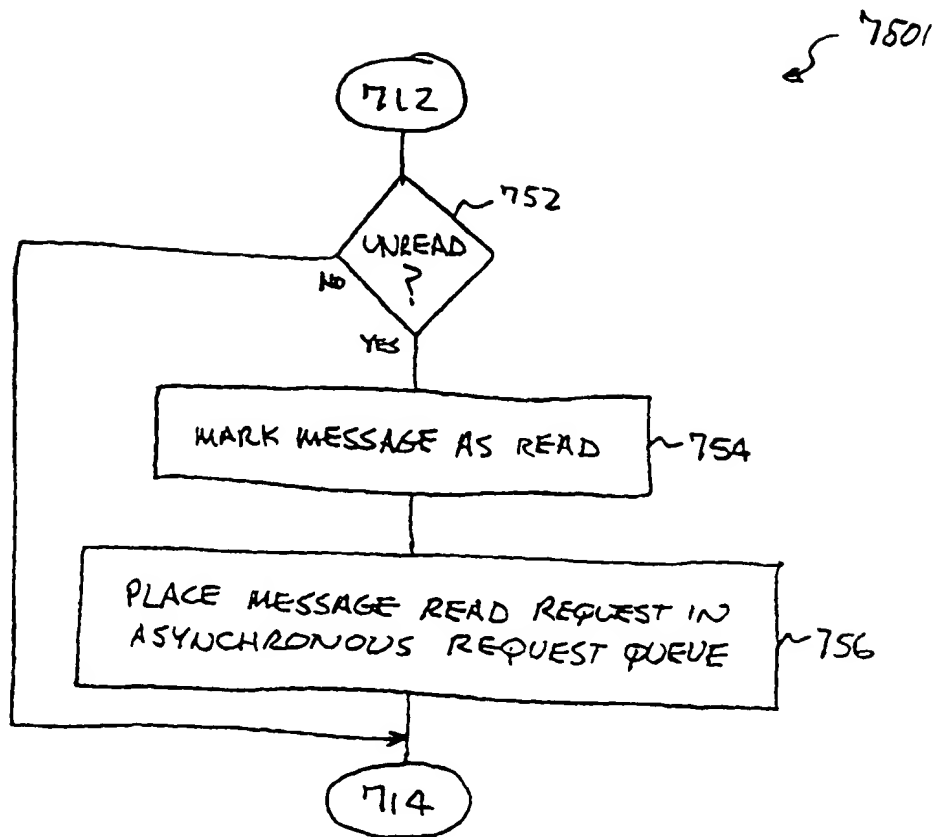 7501
712
752
UNREAD
?
NO
YES
MARK MESSAGE AS READ
754
PLACE MESSAGE READ REQUEST IN
ASYNCHRONOUS REQUEST QUEUE
756
714